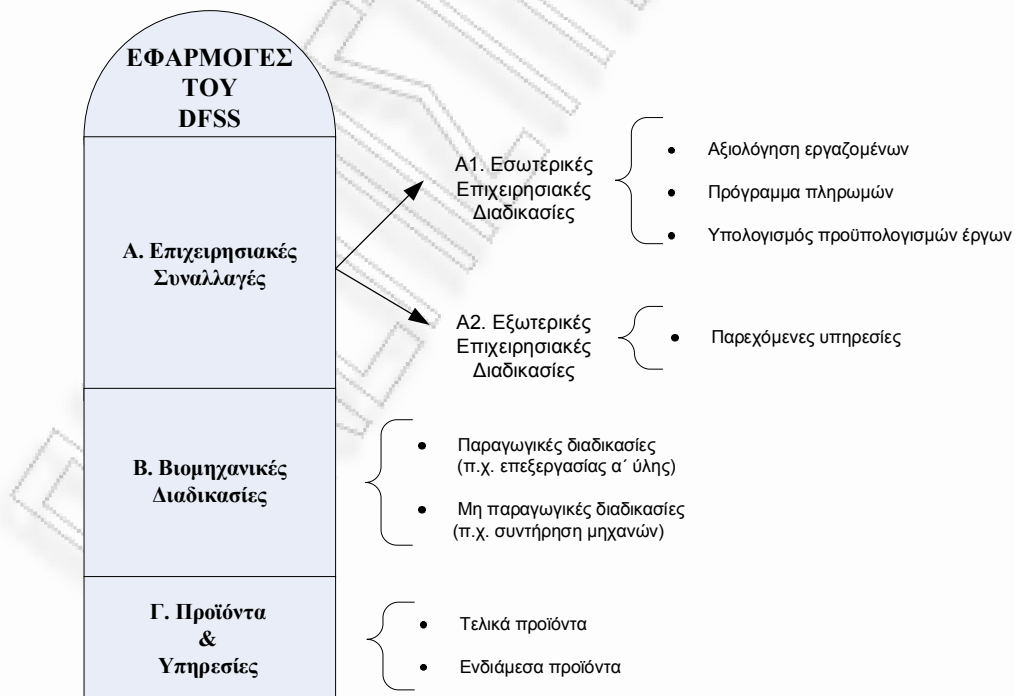 ΕΦΑΡΜΟΓΕΣ
ΤΟΥ
DFSS
Α. Επιχειρησιακές
Συναλλαγές
Α1. Εσωτερικές
Επιχειρησιακές
Διαδικασίες
• Αξιολόγηση εργαζομένων
• Πρόγραμμα πληρωμών
• Υπολογισμός προϋπολογισμών έργων
Α2. Εξωτερικές
Επιχειρησιακές
Διαδικασίες
• Παρεχόμενες υπηρεσίες
Β. Βιομηχανικές
Διαδικασίες
• Παραγωγικές διαδικασίες
(π.χ. επεξεργασίας α΄ ύλης)
• Μη παραγωγικές διαδικασίες
(π.χ. συντήρηση μηχανών)
Γ. Προϊόντα
&
Υπηρεσίες
• Τελικά προϊόντα
• Ενδιάμεσα προϊόντα